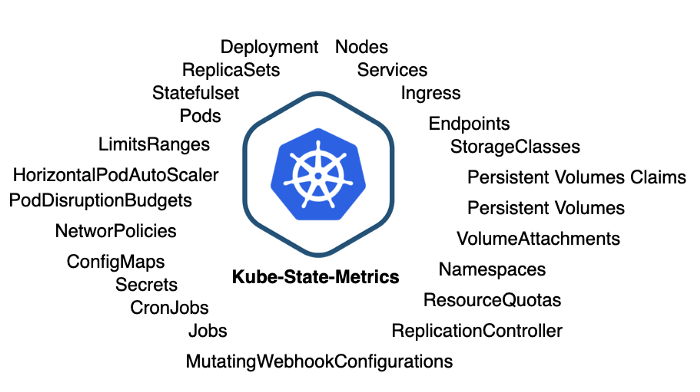 Deployment Nodes
ReplicaSets Services
Statefulset Ingress
Pods Endpoints
LimitsRanges StorageClasses
HorizontalPodAutoScaler Persistent Volumes Claims
PodDisruptionBudgets Persistent Volumes
NetworPolicies VolumeAttachments
ConfigMaps Namespaces
Kube-State-Metrics
Secrets ResourceQuotas
CronJobs
Jobs ReplicationController
MutatingWebhookConfigurations